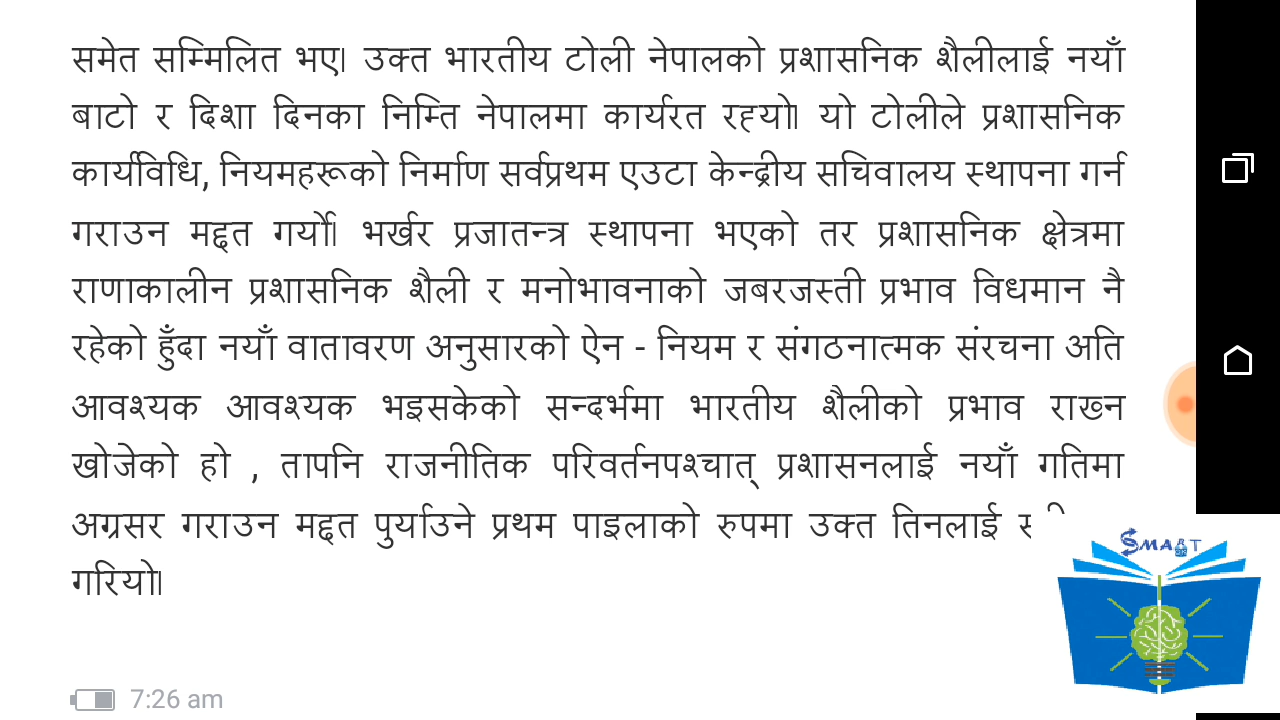 समेत सम्मिलित भए। उक्त भारतीय टोली नेपालको प्रशासनिक शैलीलाई नयाँ
बाटो र दिशा दिनका निम्ति नेपालमा कार्यरत रह्यो। यो टोलीले प्रशासनिक
कार्यीविधि, नियमहरूको निर्माण सर्वप्रथम एउटा केन्द्रीय सचिवालय स्थापना गर्न
गराउन मद्दत गर्यो। भर्खर प्रजातन्त्र स्थापना भएको तर प्रशासनिक क्षेत्रमा
राणाकालीन प्रशासनिक शैली र मनोभावनाको जबरजस्ती प्रभाव विधमान नै
रहेको हुँदा नयाँ वातावरण अनुसारको ऐन - नियम र संगठनात्मक संरचना अति
आवश्यक आवश्यक भइसकेको सन्दर्भमा भारतीय शैलीको प्रभाव राख्न
खोजेको हो , तापनि राजनीतिक परिवर्तनपश्चात् प्रशासनलाई नयाँ गतिमा
अग्रसर गराउन मद्दत पुर्याउने प्रथम पाइलाको रुपमा उक्त तिनलाई
गरियो।
SMART
7:26 am